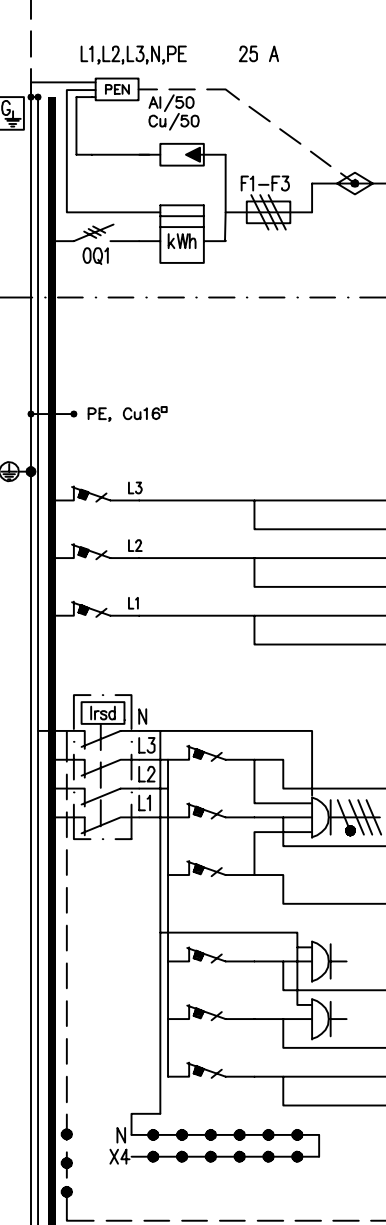 L1,L2,L3,N,PE 25 A
PEN
G
Al/50
Cu/50
F1-F3
kWh
0Q1
PE, Cu16□
L3
L2
L1
Irsd N
L3
L2
L1
N
X4